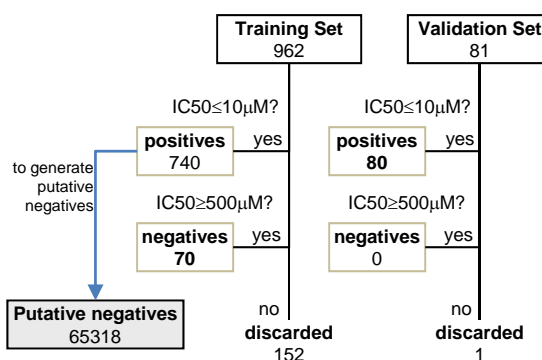 Training Set
962
Validation Set
81
IC50≤10μM?
IC50≤10μM?
positives
740
yes
positives
80
yes
to generate
putative
negatives
IC50≥500μM?
IC50≥500μM?
negatives
70
yes
negatives
0
yes
Putative negatives
65318
no
discarded
152
no
discarded
1